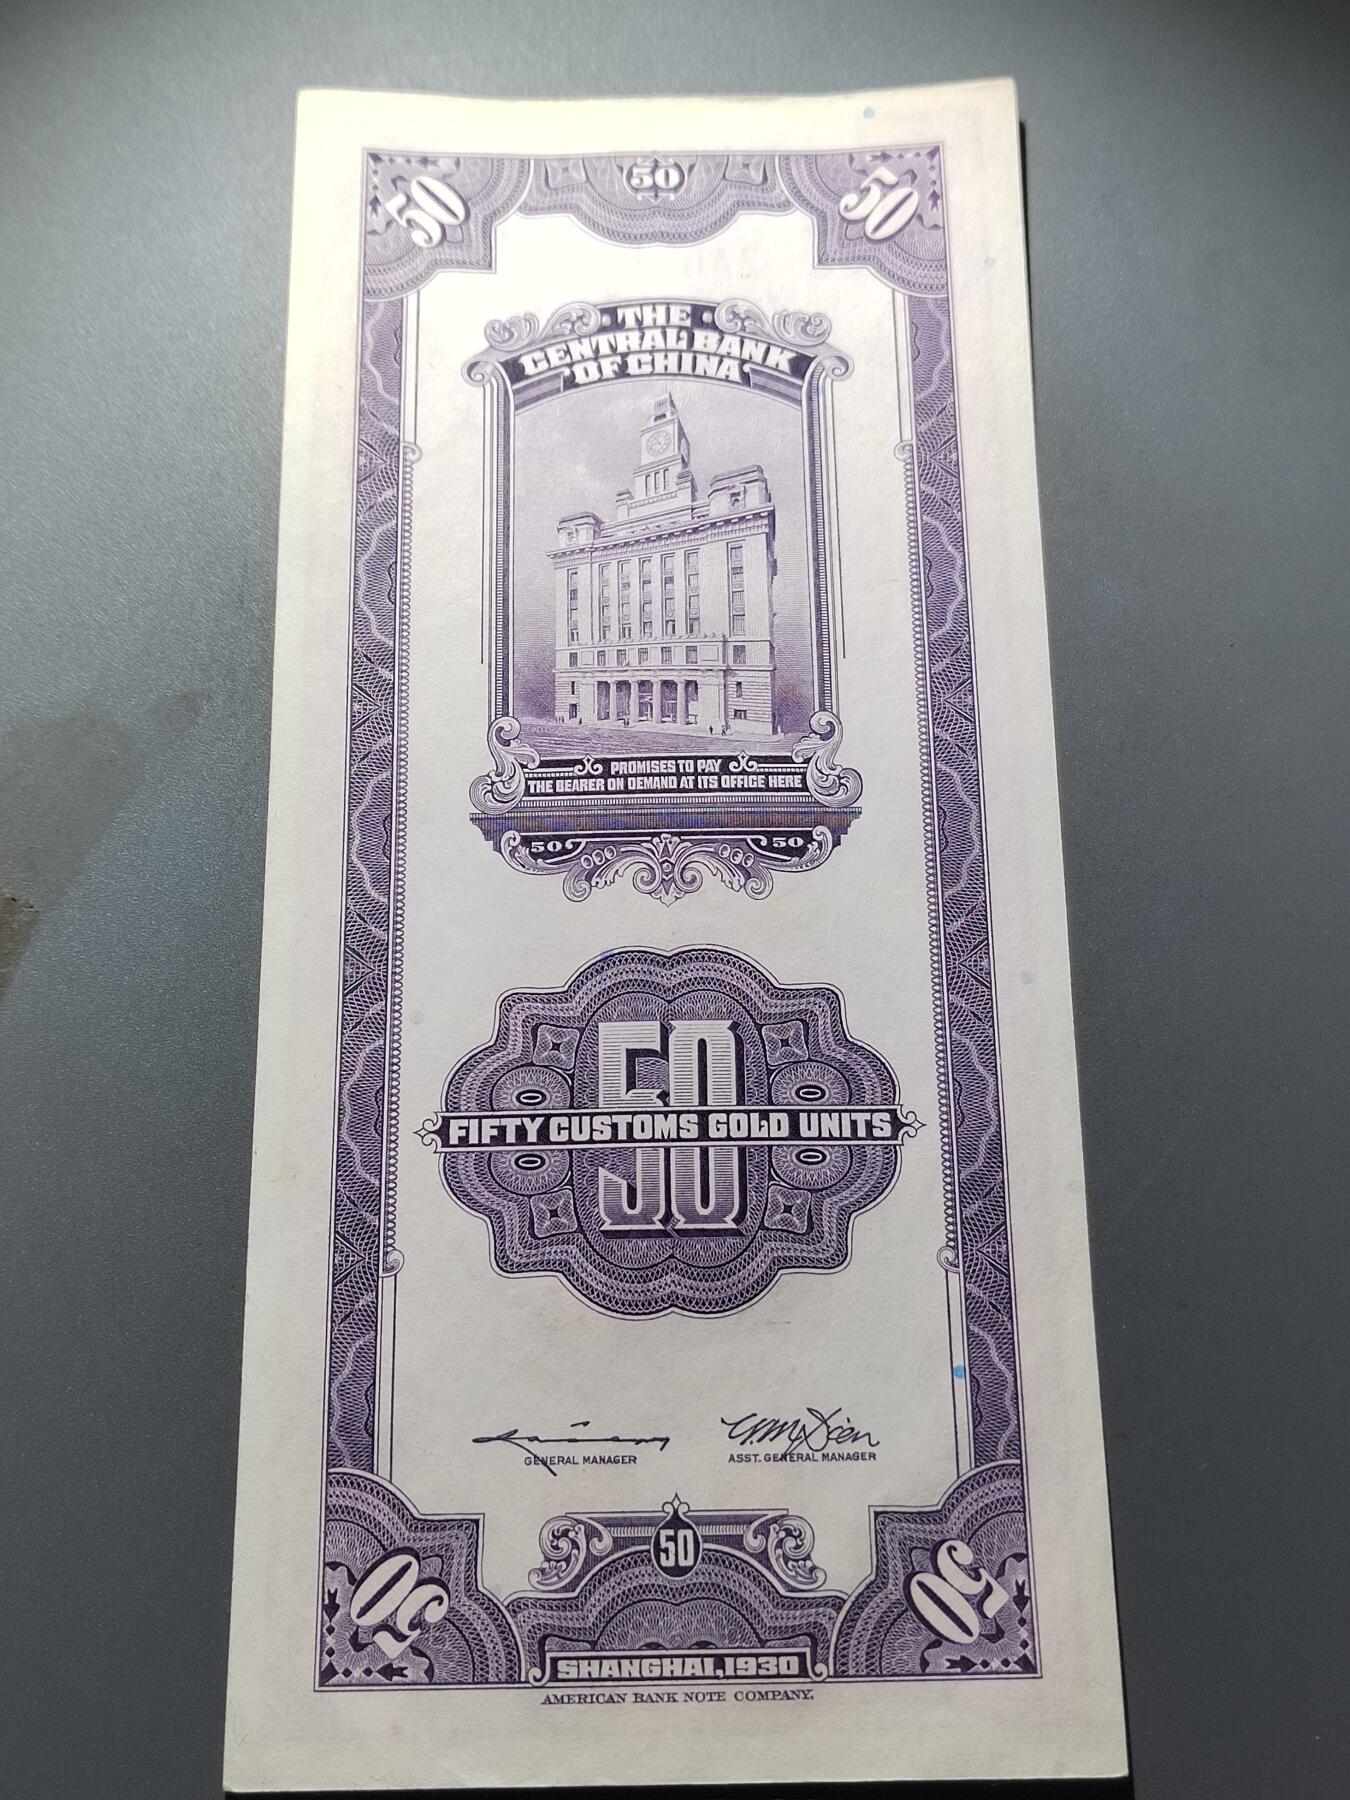 50
50
50
THE
CENTRAL BANK
OF CHINA
PROMISES TO PAY
THE BEARER ON DEMAND AT ITS OFFICE HERE
50
50
50
FIFTY CUSTOMS GOLD UNITS
GENERAL MANAGER
ASST. GENERAL MANAGER
50
50
50
SHANGHAI, 1930
AMERICAN BANK NOTE COMPANY.